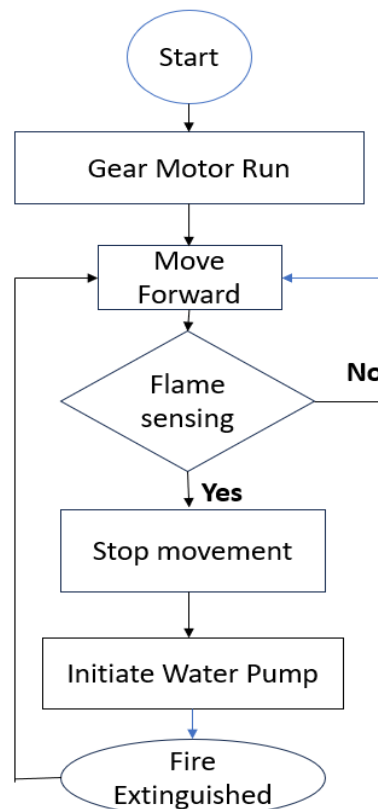 Start
Gear Motor Run
Move
Forward
Flame
sensing
No
Yes
Stop movement
Initiate Water Pump
Fire
Extinguished